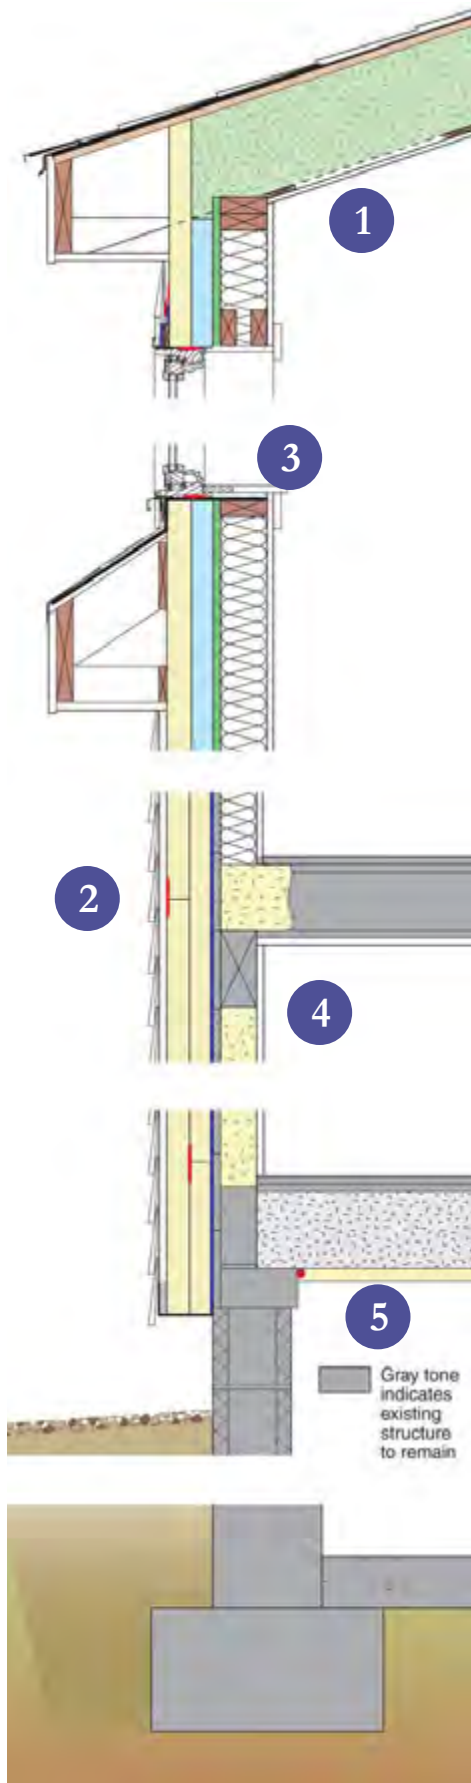 1
3
2
4
5
Gray tone
indicates
existing
structure
to remain